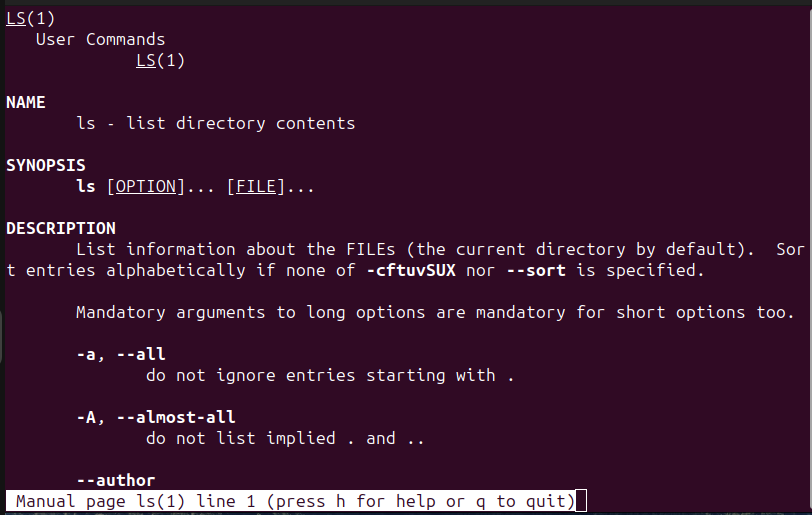 LS(1)
User Commands
LS(1)
NAME
ls - list directory contents
SYNOPSIS
ls [OPTION]... [FILE]...
DESCRIPTION
List information about the FILEs (the current directory by default).  Sor
t entries alphabetically if none of -cftuvSUX nor --sort is specified.
Mandatory arguments to long options are mandatory for short options too.
-a, --all
do not ignore entries starting with .
-A, --almost-all
do not list implied . and ..
--author
Manual page ls(1) line 1 (press h for help or q to quit)